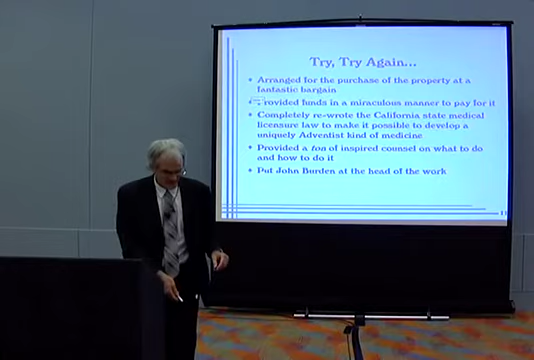 Try, Try Again...
• Arranged for the purchase of the property at a
fantastic bargain
• Provided funds in a miraculous manner to pay for it
• Completely re-wrote the California state medical
licensure law to make it possible to develop a
uniquely Adventist kind of medicine
• Provided a ton of inspired counsel on what to do
and how to do it
• Put John Burden at the head of the work